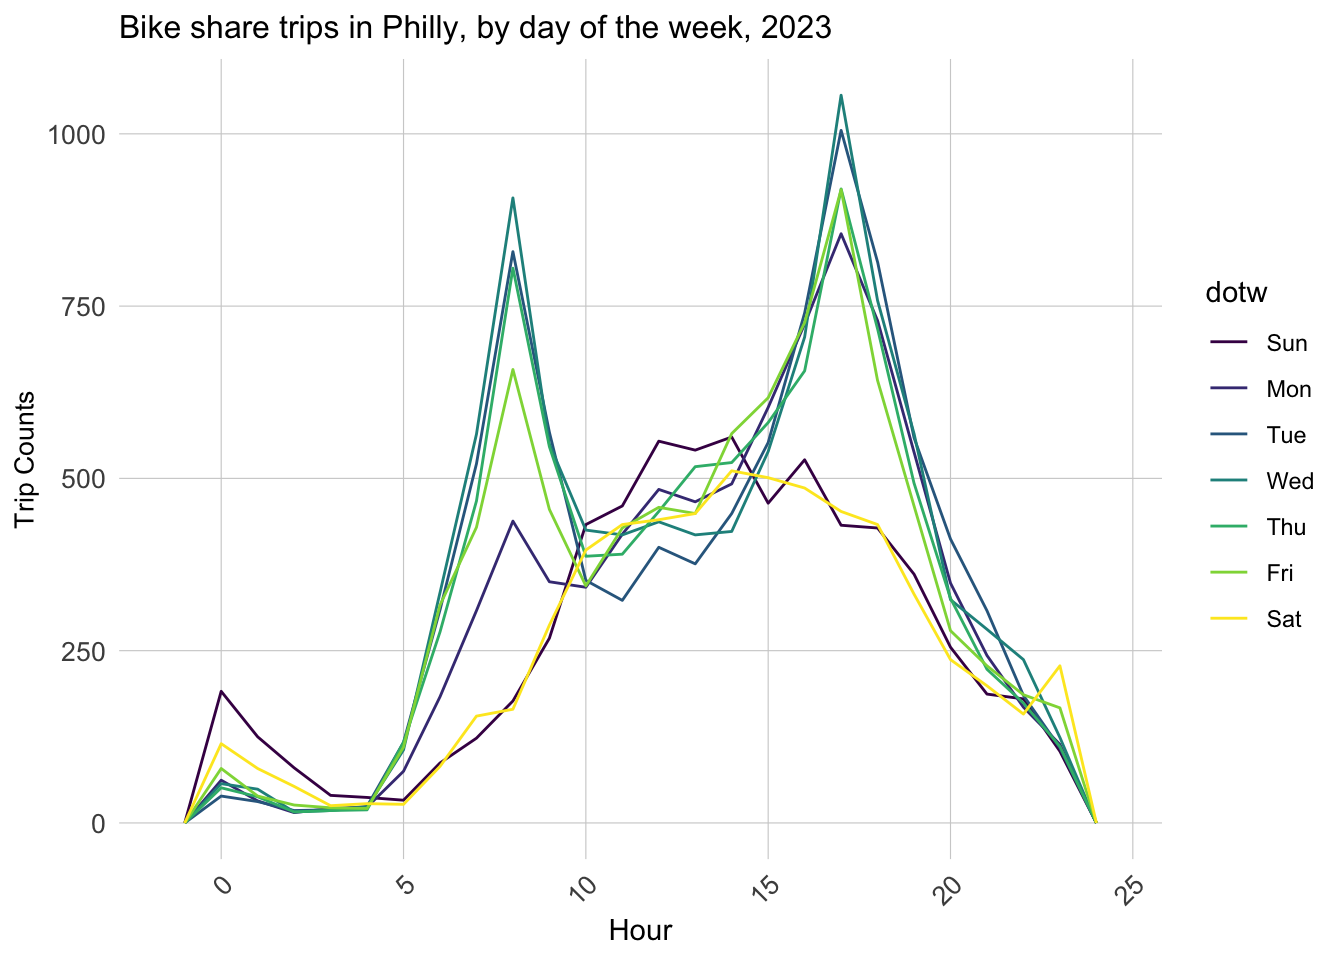 Bike share trips in Philly, by day of the week, 2023
1000
750
500
250
0
Trip Counts
0
5
10
15
20
25
Hour
dotw
Sun
Mon
Tue
Wed
Thu
Fri
Sat